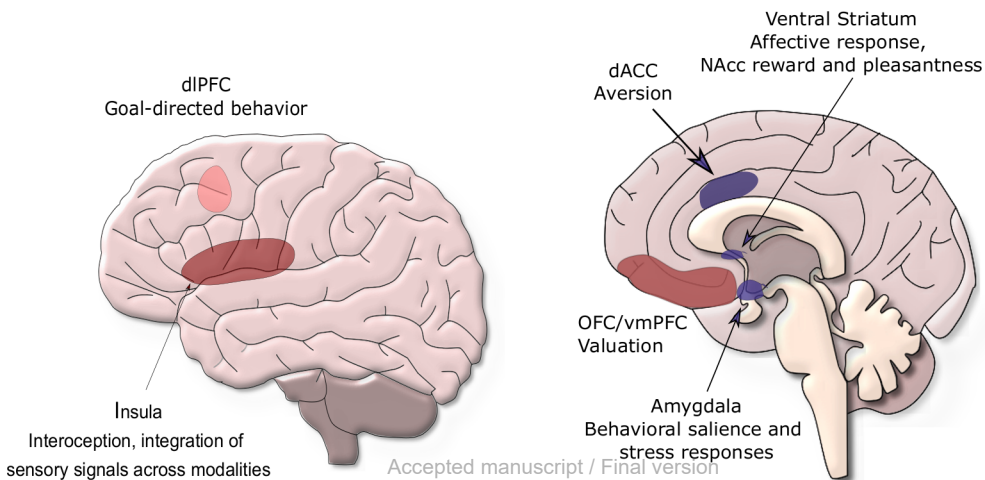 dlPFC
Goal-directed behavior
Insula
Interoception, integration of
sensory signals across modalities
Ventral Striatum
Affective response,
NAcc reward and pleasantness
dACC
Aversion
OFC/vmPFC
Valuation
Amygdala
Behavioral salience and
stress responses
Accepted manuscript / Final version